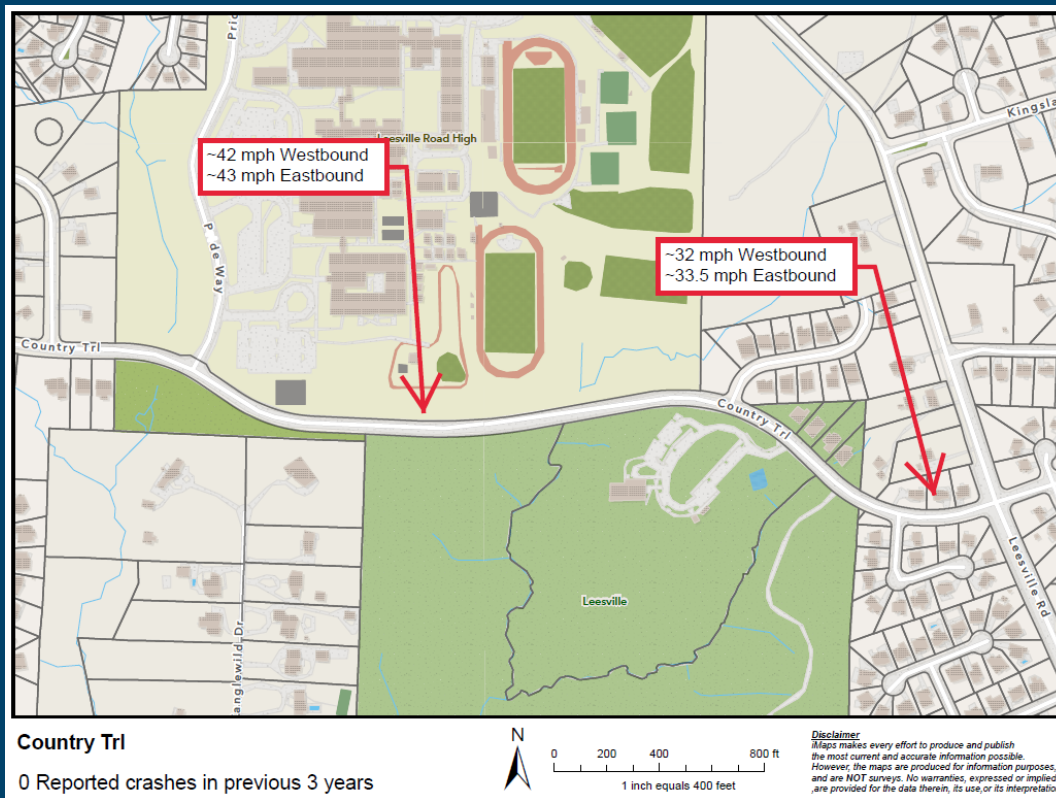 Leesville Road High
~42 mph Westbound
~43 mph Eastbound
Kingsla
~32 mph Westbound
~33.5 mph Eastbound
Country Trl
Country Trl
Leesville
Leesville Rd
anglewild Dr
Country Trl
0 Reported crashes in previous 3 years
N
0 200 400 800 ft
1 inch equals 400 feet
Disclaimer
iMaps makes every effort to produce and publish
the most current and accurate information possible.
However, the maps are produced for information purposes,
and are NOT surveys. No warranties, expressed or implied
,are provided for the data therein, its use,or its interpretatio